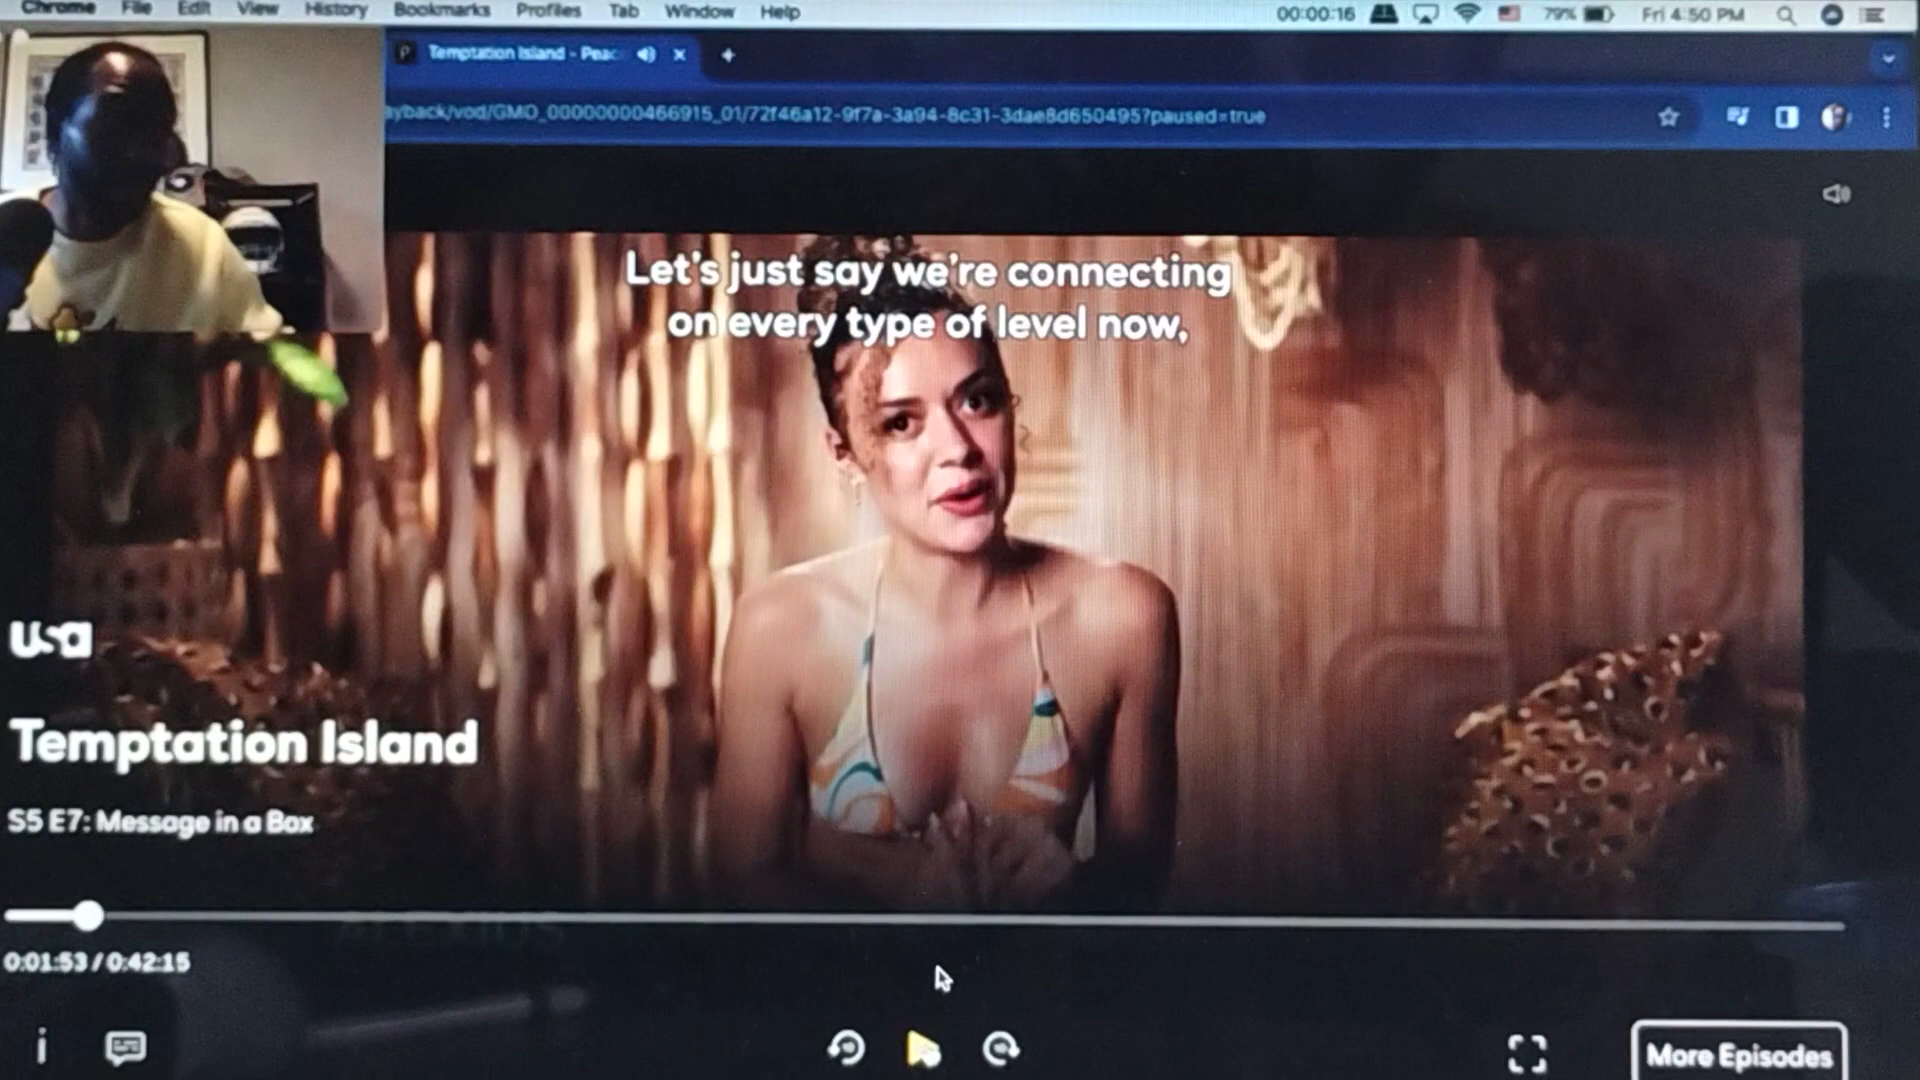 Chrome File Edit View History Bookmarks Profiles Tab Window Help 00:00:16 79% Fri 4:50 PM
Temptation Island - Peac
ayback/vod/GMO_00000000466915_01/72f46a12-9f7a-3a94-8c31-3dae8d650495?paused=true
Let's just say we're connecting
on every type of level now,
usa
Temptation Island
S5 E7: Message in a Box
0:01:53 / 0:42:15
More Episodes